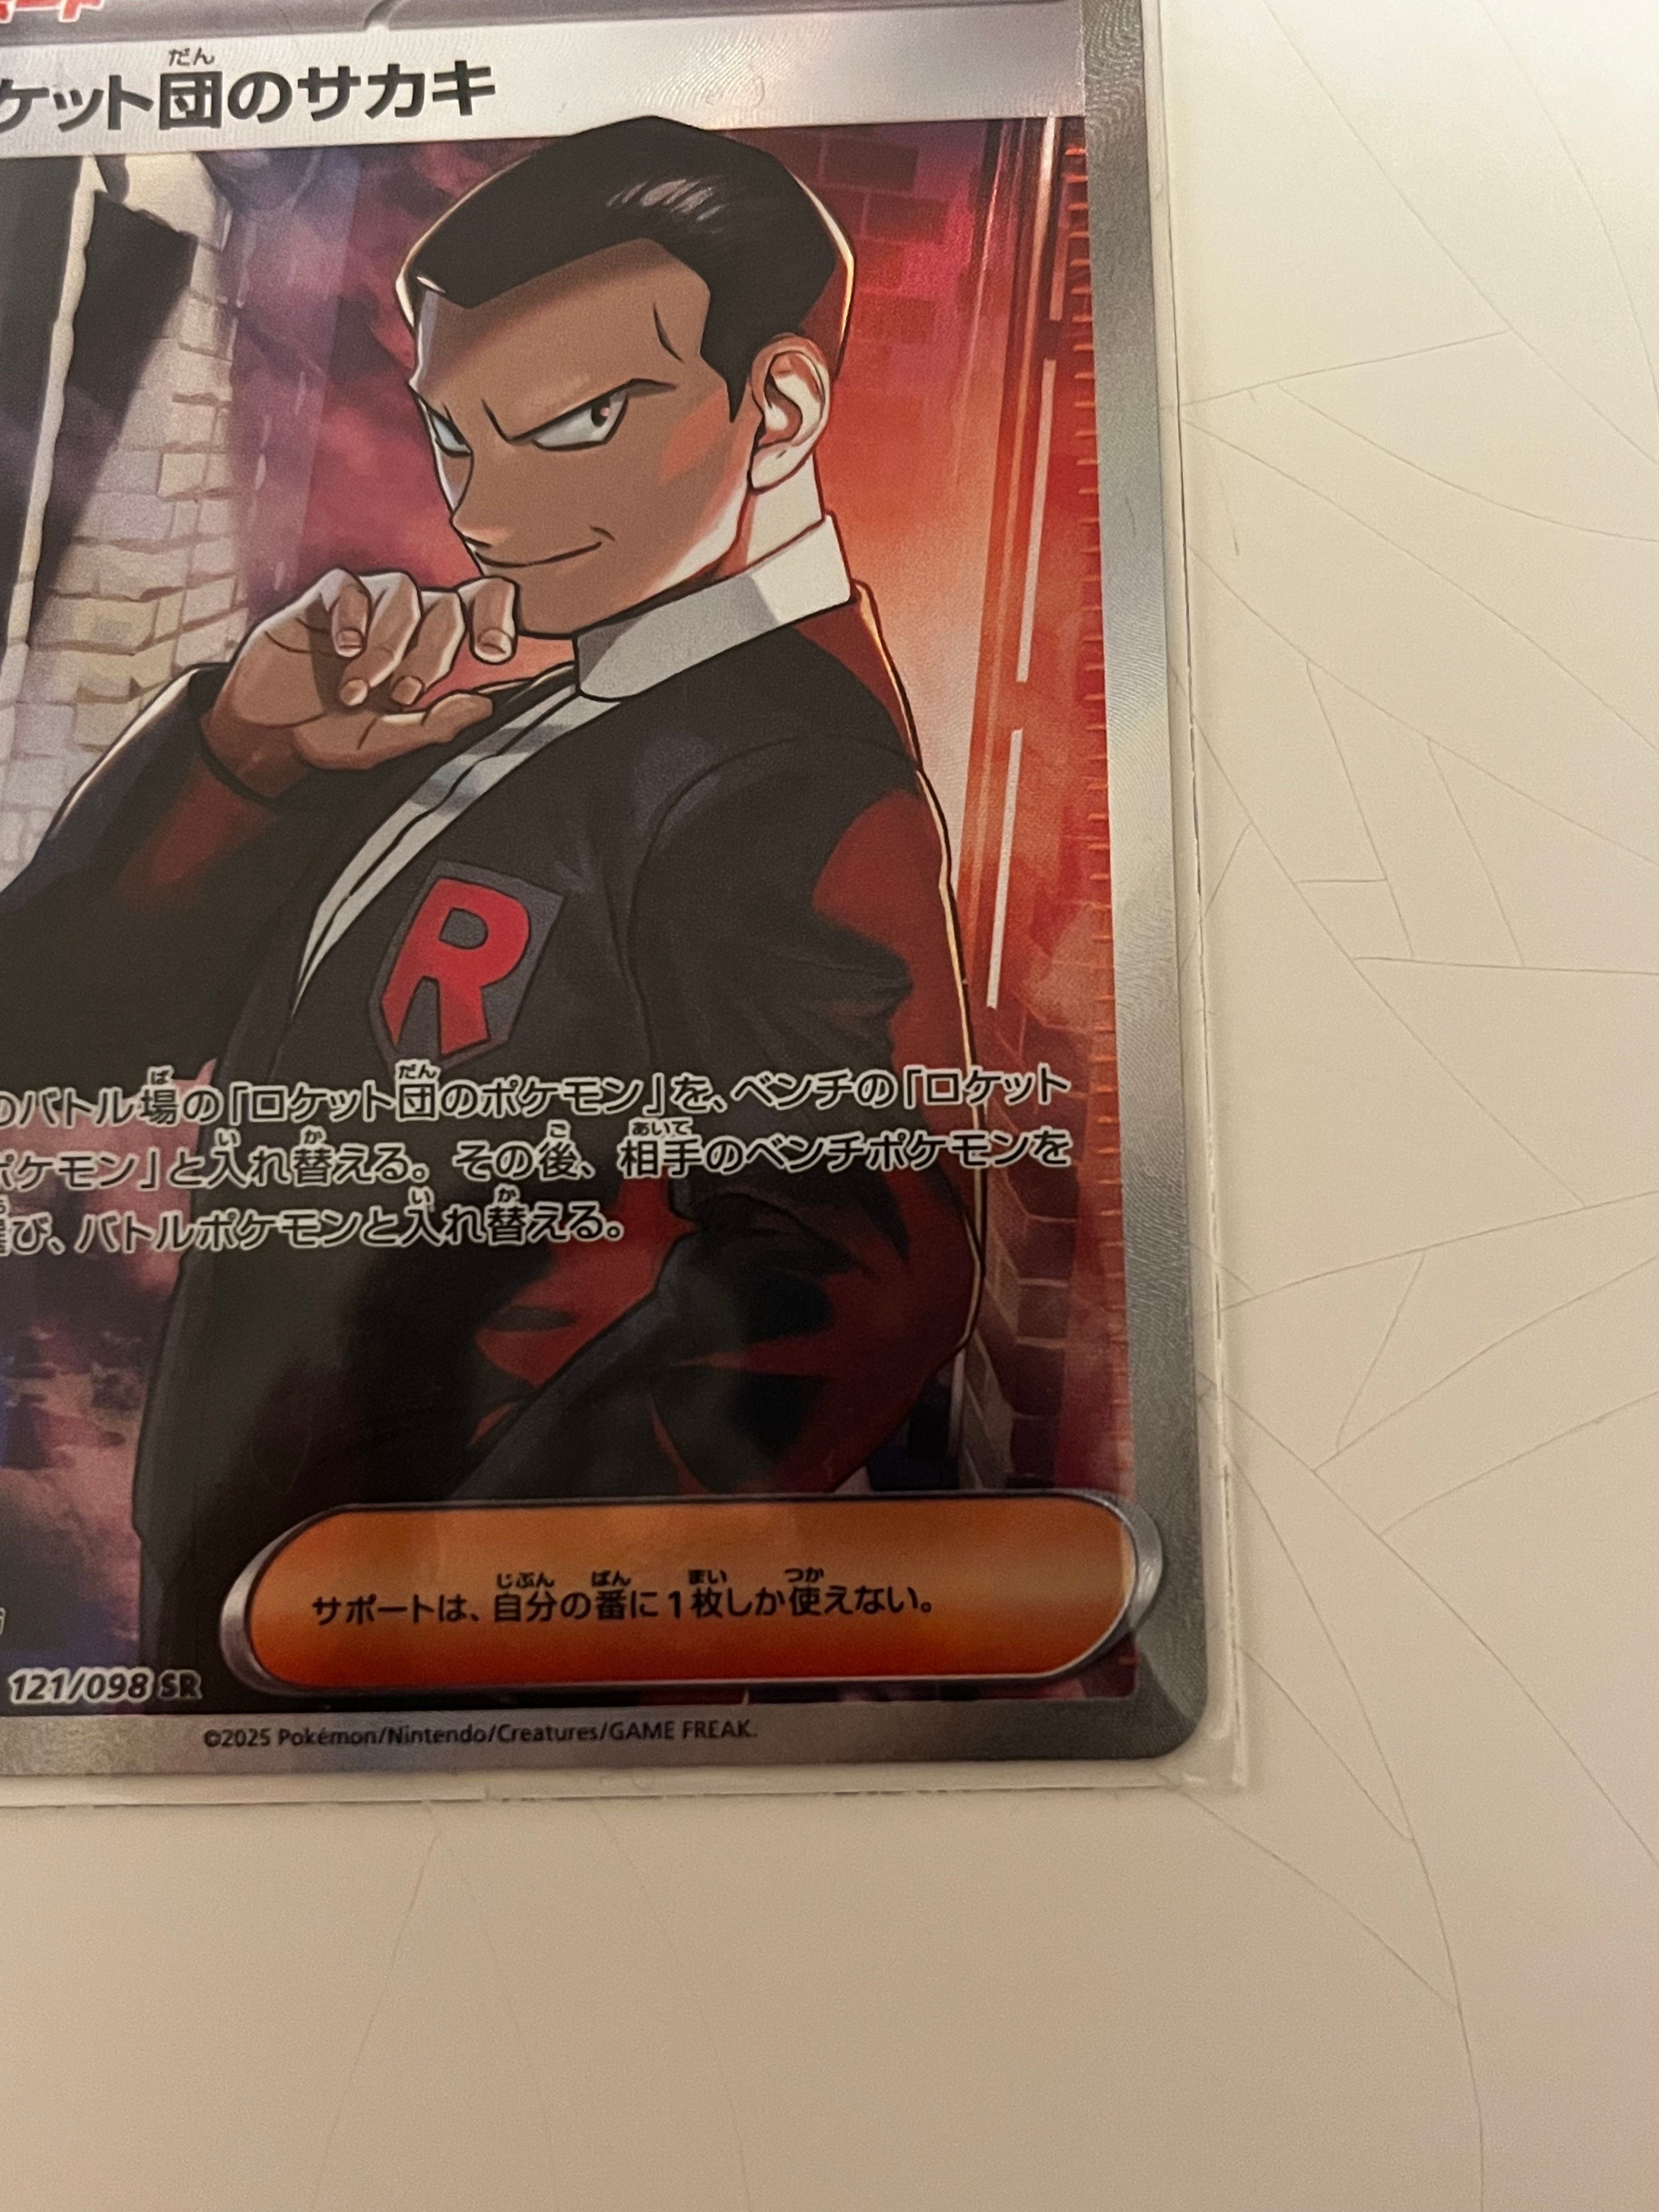 ケット団のサカキ
のバトル場の「ロケット団のポケモン」を、ベンチの「ロケット
ポケモン」と入れ替える。その後、相手のベンチポケモンを
び、バトルポケモンと入れ替える。
R
サポートは、自分の番に1枚しか使えない。
121/098 SR
©2025 Pokémon/Nintendo/Creatures/GAME FREAK.